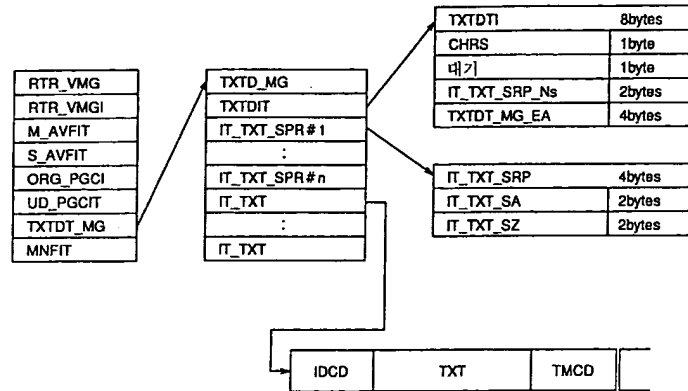 RTR_VMG
RTR_VMGI
M_AVFIT
S_AVFIT
ORG_PGCI
UD_PGCIT
TXTDT_MG
MNFIT
TXTD_MG
TXTDIT
IT_TXT_SPR#1
:
IT_TXT_SPR#n
IT_TXT
:
IT_TXT
TXTDTI 8bytes
CHRS 1byte
대기 1byte
IT_TXT_SRP_Ns 2bytes
TXTDT_MG_EA 4bytes
IT_TXT_SRP 4bytes
IT_TXT_SA 2bytes
IT_TXT_SZ 2bytes
IDCD TXT TMCD